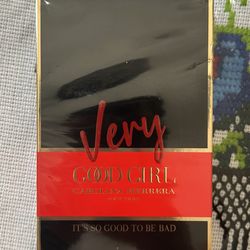 Very
GOOD GIRL
CAROLINA HERRERA
NEW YORK
IT'S SO GOOD TO BE BAD